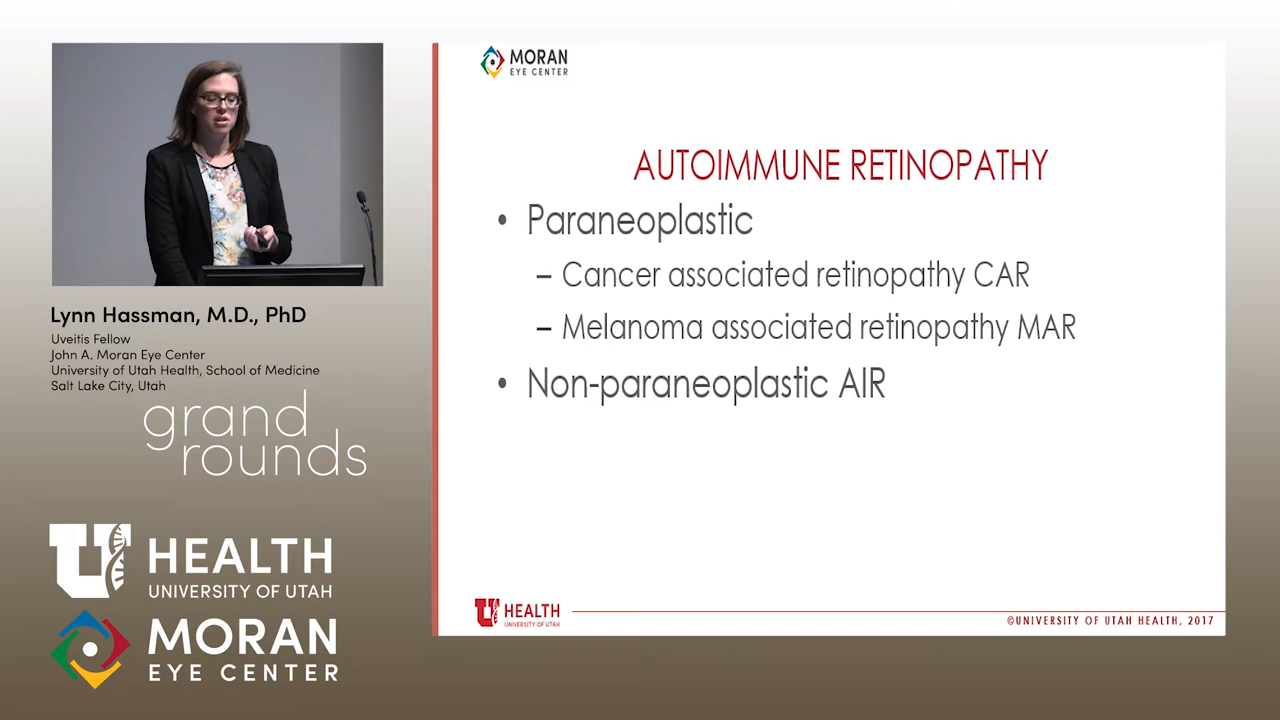 Lynn Hassman, M.D., PhD
Uveitis Fellow
John A. Moran Eye Center
University of Utah Health, School of Medicine
Salt Lake City, Utah
grand
rounds
U HEALTH
UNIVERSITY OF UTAH
MORAN
EYE CENTER
MORAN
EYE CENTER
AUTOIMMUNE RETINOPATHY
• Paraneoplastic
– Cancer associated retinopathy CAR
– Melanoma associated retinopathy MAR
• Non-paraneoplastic AIR
U HEALTH
UNIVERSITY OF UTAH
©UNIVERSITY OF UTAH HEALTH, 2017